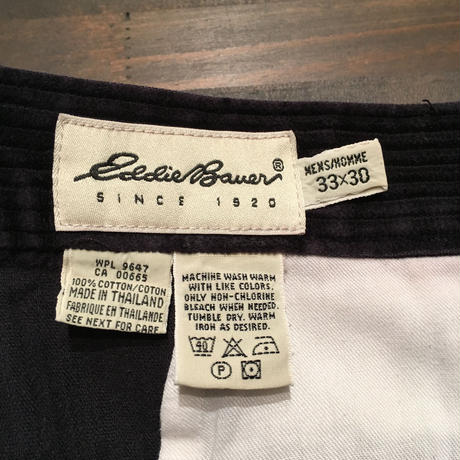 Eddie Bauer®
SINCE 1920
MENS/HOMME
33×30
WPL 9647
CA 00665
100% COTTON/COTON
MADE IN THAILAND
FABRIQUE EN THAILANDE
SEE NEXT FOR CARE
MACHINE WASH WARM
WITH LIKE COLORS.
ONLY NON-CHLORINE
BLEACH WHEN NEEDED.
TUMBLE DRY. WARM
IRON AS DESIRED.
40
P